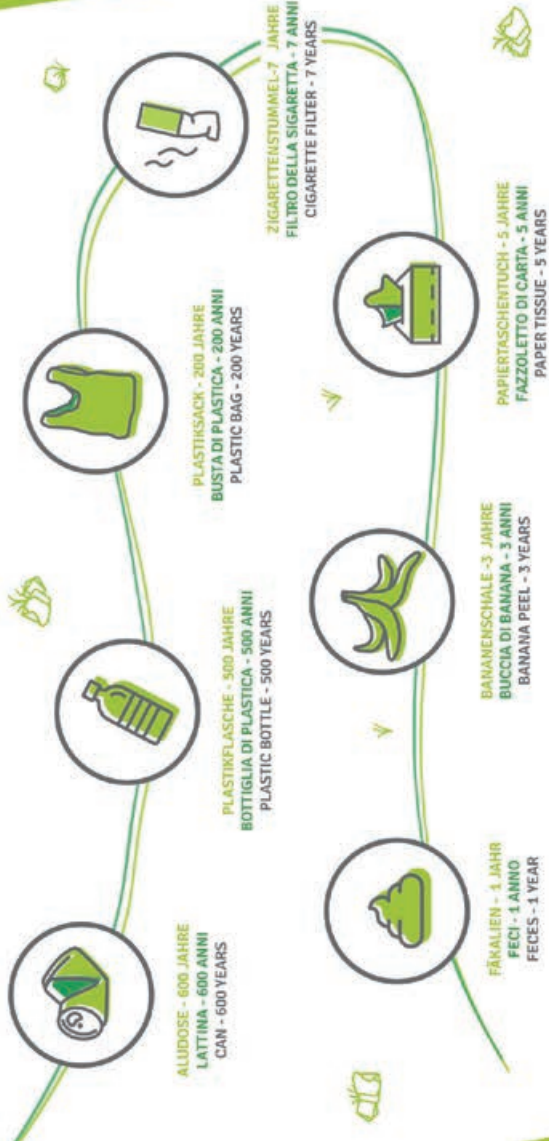 ALUDOSE - 600 JAHRE
LATTINA - 600 ANNI
CAN - 600 YEARS
PLASTIKFLASCHE - 500 JAHRE
BOTTIGLIA DI PLASTICA - 500 ANNI
PLASTIC BOTTLE - 500 YEARS
PLASTIKSACK - 200 JAHRE
BUSTA DI PLASTICA - 200 ANNI
PLASTIC BAG - 200 YEARS
ZIGARETTENSTUMMEL-7 JAHRE
FILTRO DELLA SIGARETTA - 7 ANNI
CIGARETTE FILTER - 7 YEARS
FÄKALIEN - 1 JAHR
FECI - 1 ANNO
FECES - 1 YEAR
BANANENSCHALE -3 JAHRE
BUCCIA DI BANANA - 3 ANNI
BANANA PEEL - 3 YEARS
PAPIERTASCHENTUCH - 5 JAHRE
FAZZOLETTO DI CARTA - 5 ANNI
PAPER TISSUE - 5 YEARS